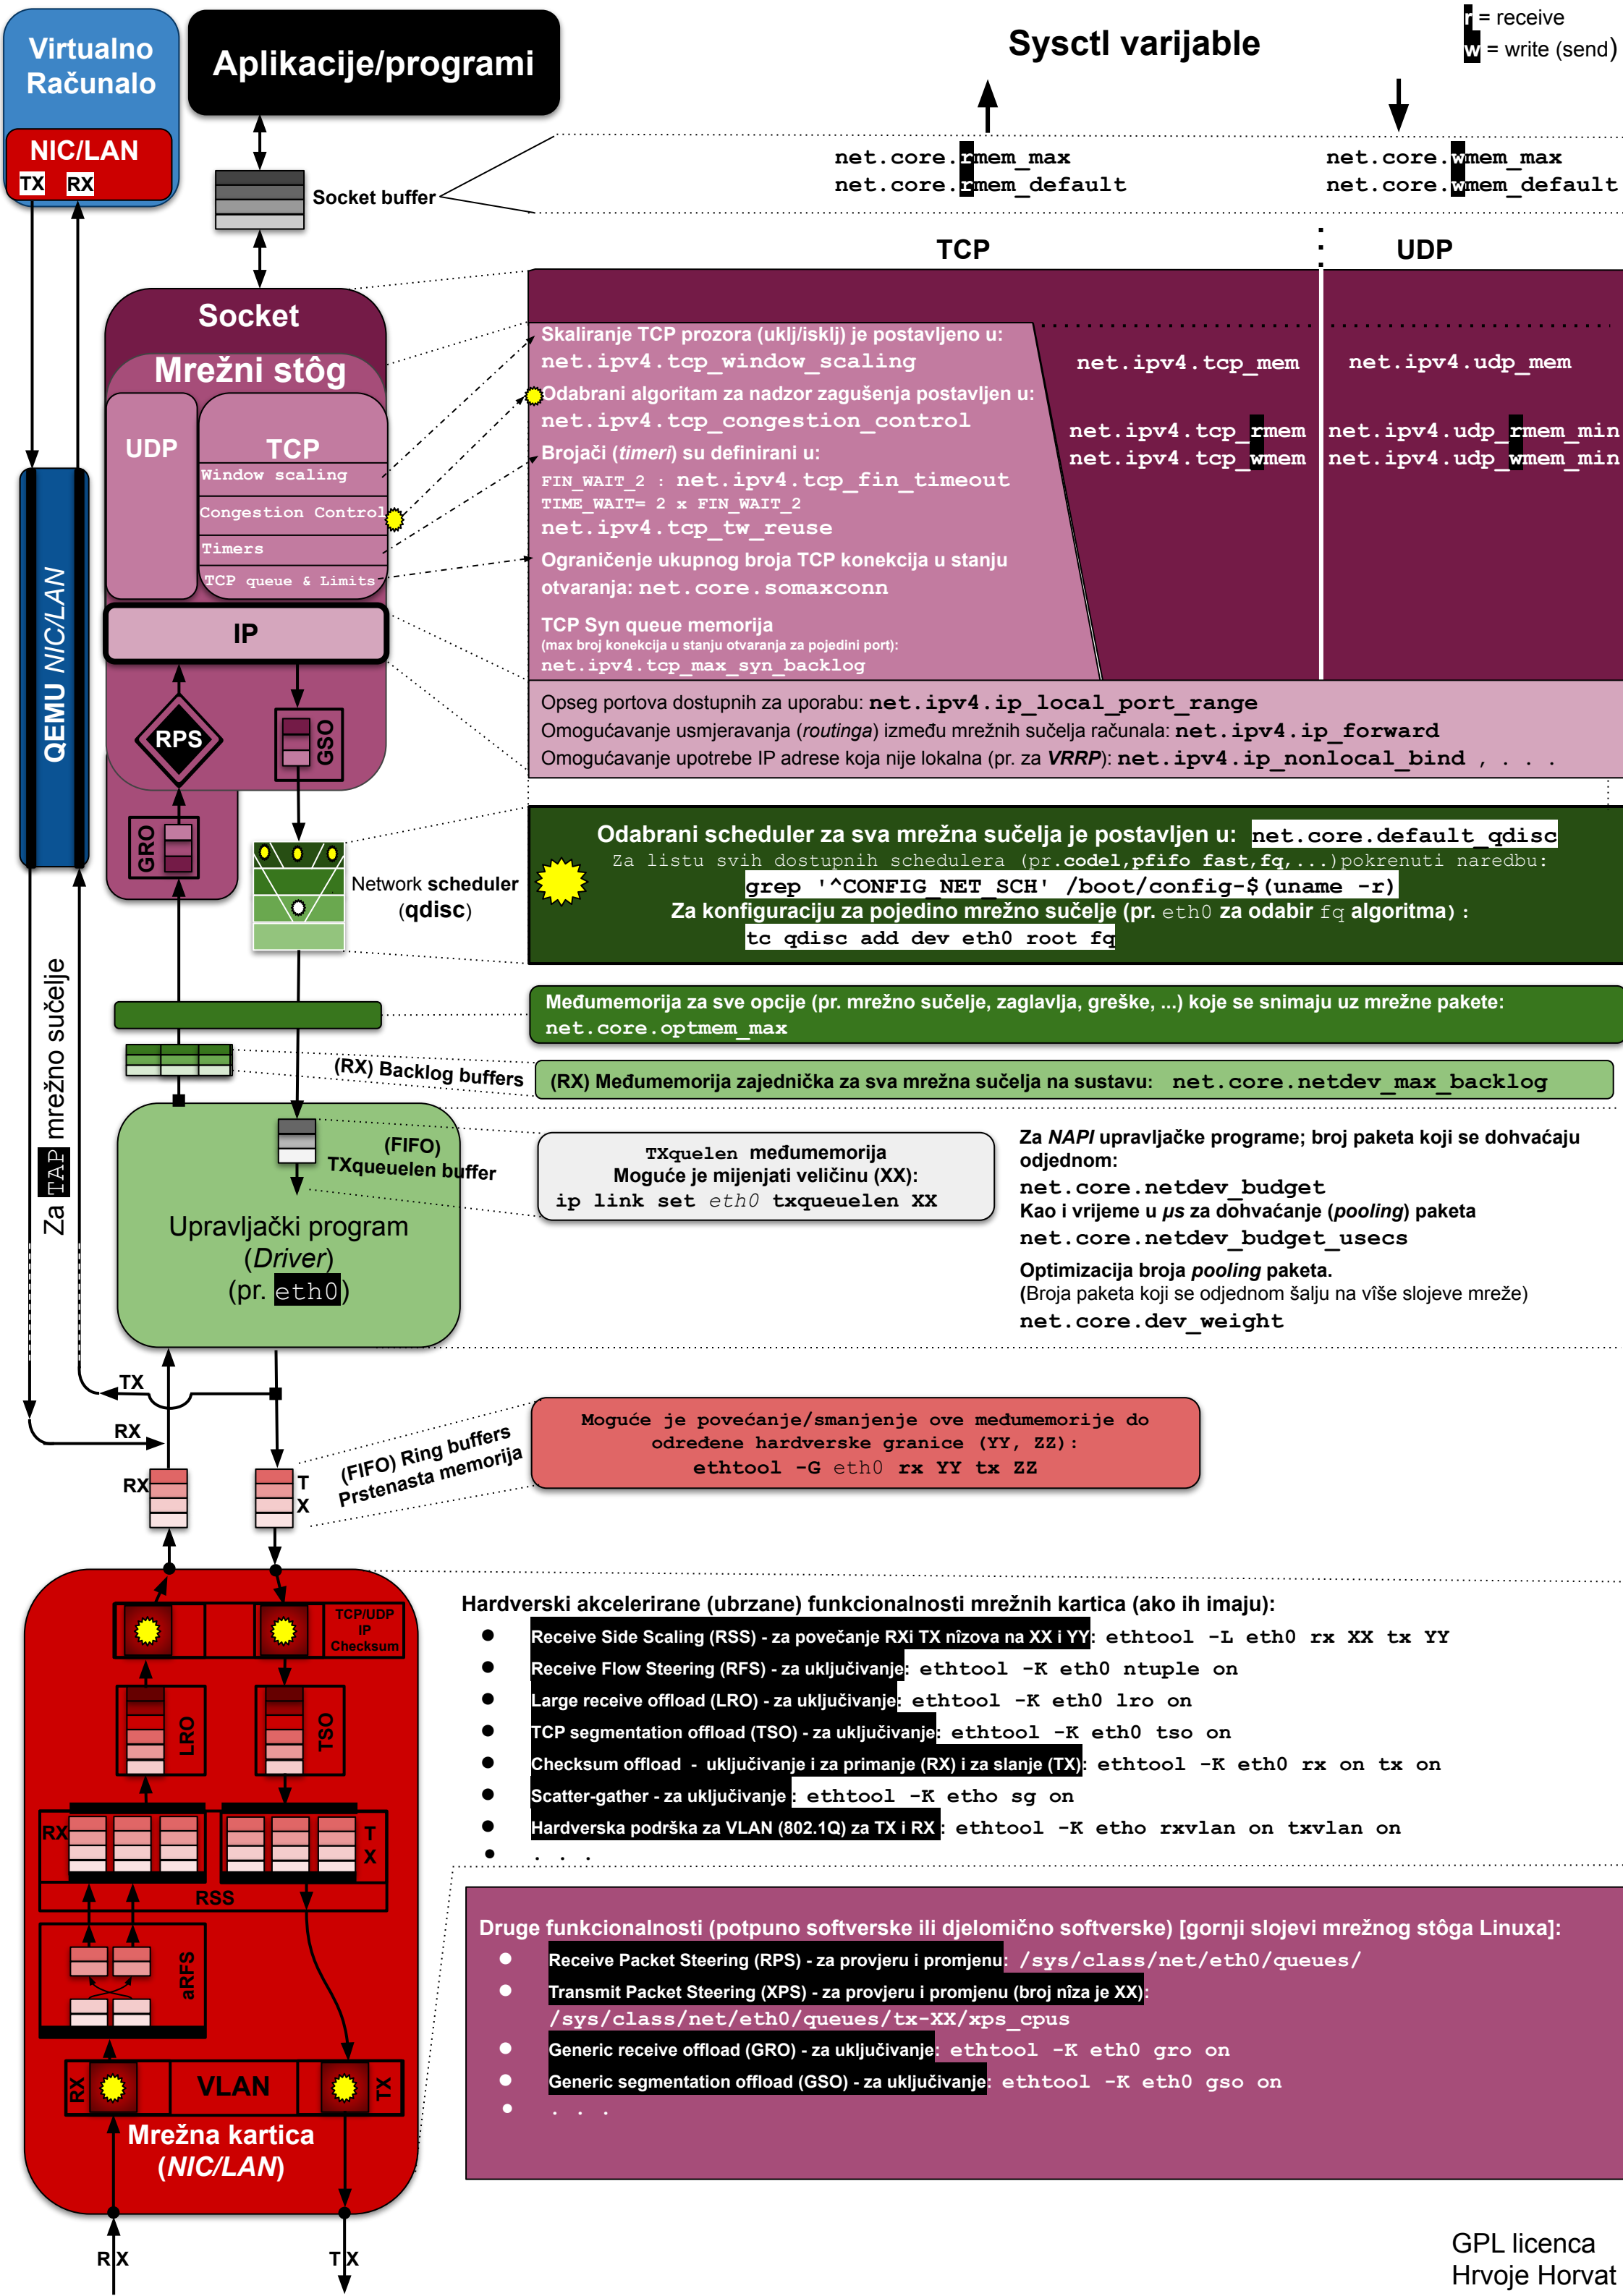 Virtualno
Računalo
NIC/LAN
TX RX
Aplikacije/programi
Sysctl varijable
r = receive
w = write (send)
Socket buffer
net.core.rmem_max
net.core.rmem_default
net.core.wmem_max
net.core.wmem_default
TCP
UDP
Socket
Mrežni stôg
UDP
TCP
Window scaling
Congestion Control
Timers
TCP queue & Limits
IP
RPS
GSO
GRO
QEMU NIC/LAN
Za TAP mrežno sučelje
Skaliranje TCP prozora (uklj/isklj) je postavljeno u:
net.ipv4.tcp_window_scaling
Odabrani algoritam za nadzor zagušenja postavljen u:
net.ipv4.tcp_congestion_control
Brojači (timeri) su definirani u:
FIN_WAIT_2 : net.ipv4.tcp_fin_timeout
TIME_WAIT= 2 x FIN_WAIT_2
net.ipv4.tcp_tw_reuse
Ograničenje ukupnog broja TCP konekcija u stanju
otvaranja: net.core.somaxconn
TCP Syn queue memorija
(max broj konekcija u stanju otvaranja za pojedini port):
net.ipv4.tcp_max_syn_backlog
net.ipv4.tcp_mem
net.ipv4.tcp_rmem
net.ipv4.tcp_wmem
net.ipv4.udp_mem
net.ipv4.udp_rmem_min
net.ipv4.udp_wmem_min
Opseg portova dostupnih za uporabu: net.ipv4.ip_local_port_range
Omogućavanje usmjeravanja (routinga) između mrežnih sučelja računala: net.ipv4.ip_forward
Omogućavanje upotrebe IP adrese koja nije lokalna (pr. za VRRP): net.ipv4.ip_nonlocal_bind , . . .
Network scheduler
(qdisc)
Odabrani scheduler za sva mrežna sučelja je postavljen u: net.core.default_qdisc
Za listu svih dostupnih schedulera (pr.codel,pfifo fast,fq,...)pokrenuti naredbu:
grep '^CONFIG_NET_SCH' /boot/config-$(uname -r)
Za konfiguraciju za pojedino mrežno sučelje (pr. eth0 za odabir fq algoritma):
tc qdisc add dev eth0 root fq
Međumemorija za sve opcije (pr. mrežno sučelje, zaglavlja, greške, ...) koje se snimaju uz mrežne pakete:
net.core.optmem_max
(RX) Backlog buffers
(RX) Međumemorija zajednička za sva mrežna sučelja na sustavu: net.core.netdev_max_backlog
(FIFO)
TXqueuelen buffer
Upravljački program
(Driver)
(pr. eth0)
TXquelen međumemorija
Moguće je mijenjati veličinu (XX):
ip link set eth0 txqueuelen XX
Za NAPI upravljačke programe; broj paketa koji se dohvaćaju
odjednom:
net.core.netdev_budget
Kao i vrijeme u µs za dohvaćanje (pooling) paketa
net.core.netdev_budget_usecs
Optimizacija broja pooling paketa.
(Broja paketa koji se odjednom šalju na vîše slojeve mreže)
net.core.dev_weight
TX
RX
RX
T
X
(FIFO) Ring buffers
Prstenasta memorija
Moguće je povećanje/smanjenje ove međumemorije do
određene hardverske granice (YY, ZZ):
ethtool -G eth0 rx YY tx ZZ
TCP/UDP
IP
Checksum
LRO
TSO
RX
T
X
RSS
aRFS
RX
VLAN
TX
Mrežna kartica
(NIC/LAN)
RX
TX
Hardverski akcelerirane (ubrzane) funkcionalnosti mrežnih kartica (ako ih imaju):
● Receive Side Scaling (RSS) - za povečanje RXi TX nîzova na XX i YY: ethtool -L eth0 rx XX tx YY
● Receive Flow Steering (RFS) - za uključivanje: ethtool -K eth0 ntuple on
● Large receive offload (LRO) - za uključivanje: ethtool -K eth0 lro on
● TCP segmentation offload (TSO) - za uključivanje: ethtool -K eth0 tso on
● Checksum offload - uključivanje i za primanje (RX) i za slanje (TX): ethtool -K eth0 rx on tx on
● Scatter-gather - za uključivanje : ethtool -K etho sg on
● Hardverska podrška za VLAN (802.1Q) za TX i RX : ethtool -K etho rxvlan on txvlan on
● . . .
Druge funkcionalnosti (potpuno softverske ili djelomično softverske) [gornji slojevi mrežnog stôga Linuxa]:
● Receive Packet Steering (RPS) - za provjeru i promjenu: /sys/class/net/eth0/queues/
● Transmit Packet Steering (XPS) - za provjeru i promjenu (broj nîza je XX):
/sys/class/net/eth0/queues/tx-XX/xps_cpus
● Generic receive offload (GRO) - za uključivanje: ethtool -K eth0 gro on
● Generic segmentation offload (GSO) - za uključivanje: ethtool -K eth0 gso on
● . . .
GPL licenca
Hrvoje Horvat